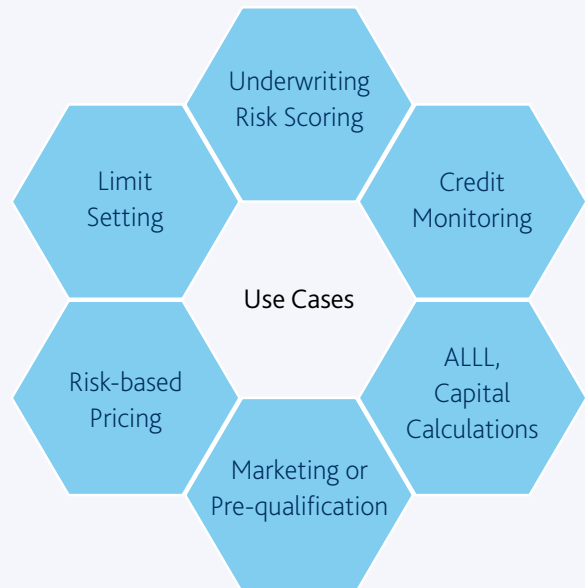 Underwriting
Risk Scoring
Limit
Setting
Credit
Monitoring
Use Cases
Risk-based
Pricing
ALLL,
Capital
Calculations
Marketing or
Pre-qualification